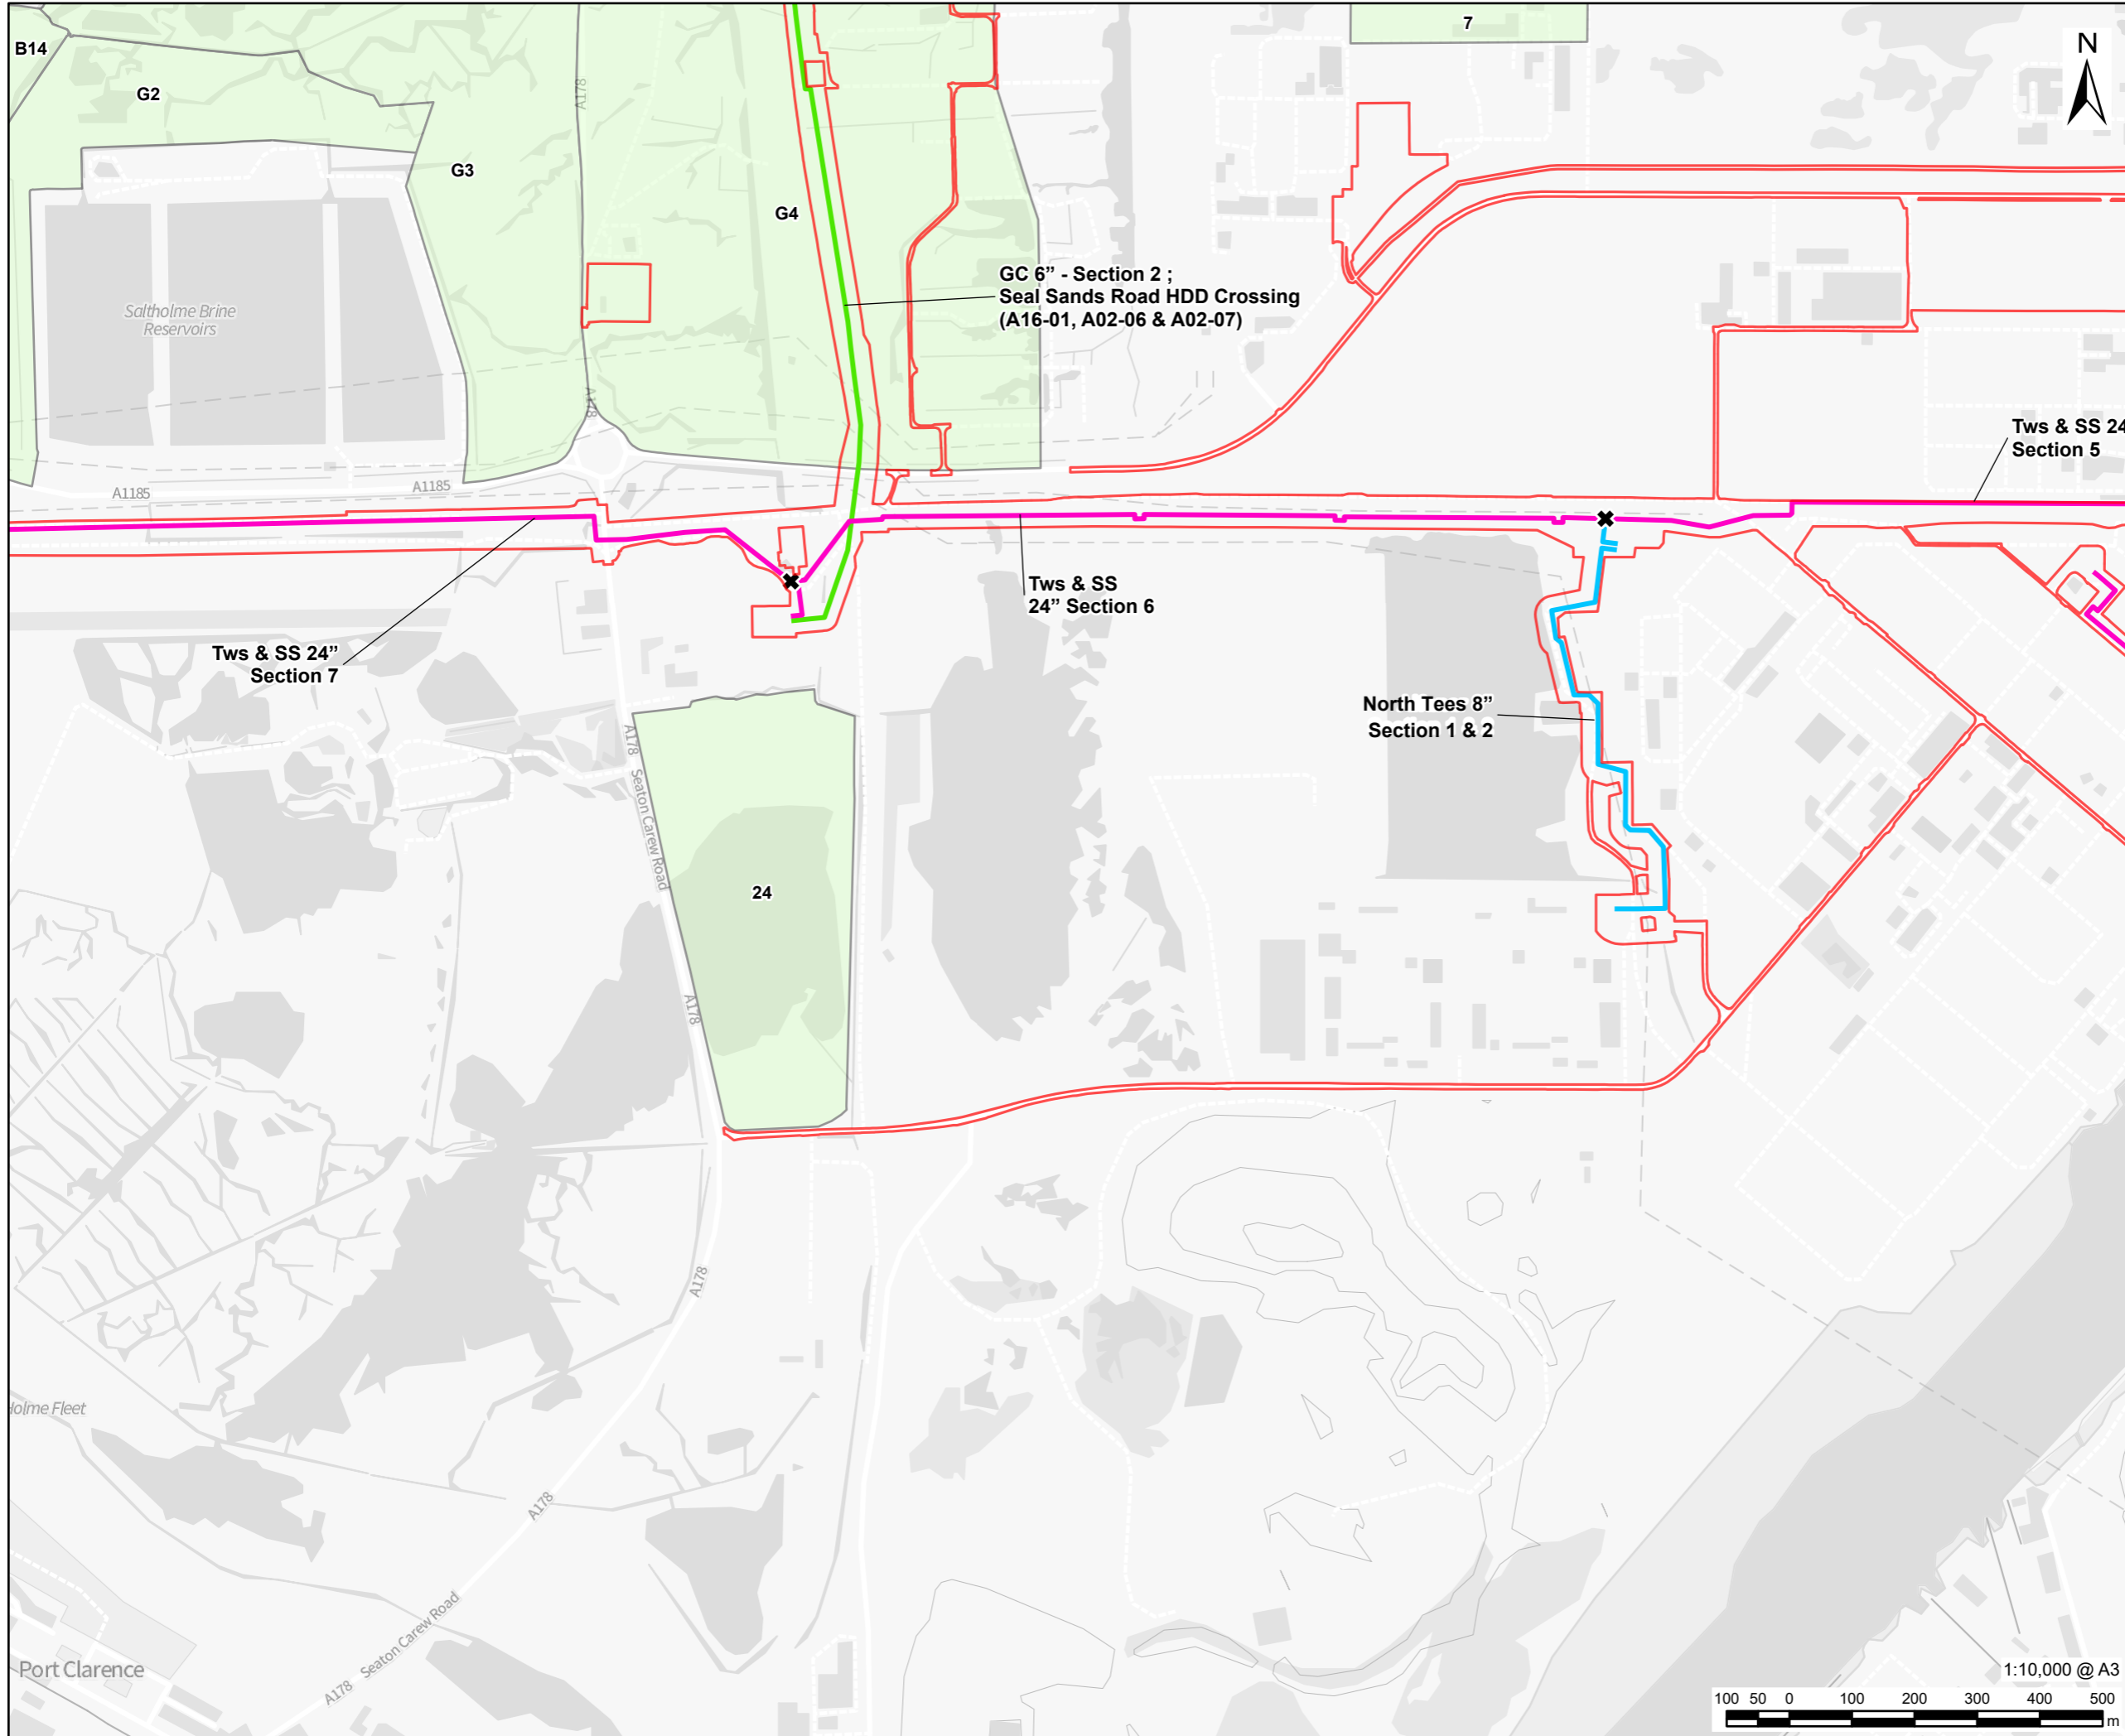 B14
G2
7
N
A178
G3
G4
GC 6” - Section 2 ;
Seal Sands Road HDD Crossing
(A16-01, A02-06 & A02-07)
Saltholme Brine
Reservoirs
A178
Tws & SS 24
Section 5
A1185
A1185
Tws & SS
24” Section 6
Tws & SS 24”
Section 7
North Tees 8”
Section 1 & 2
A178
Seaton Carew Road
24
A178
A178
olme Fleet
A178
Seaton Carew Road
A178
Port Clarence
1:10,000 @ A3
100 50 0 100 200 300 400 500
m